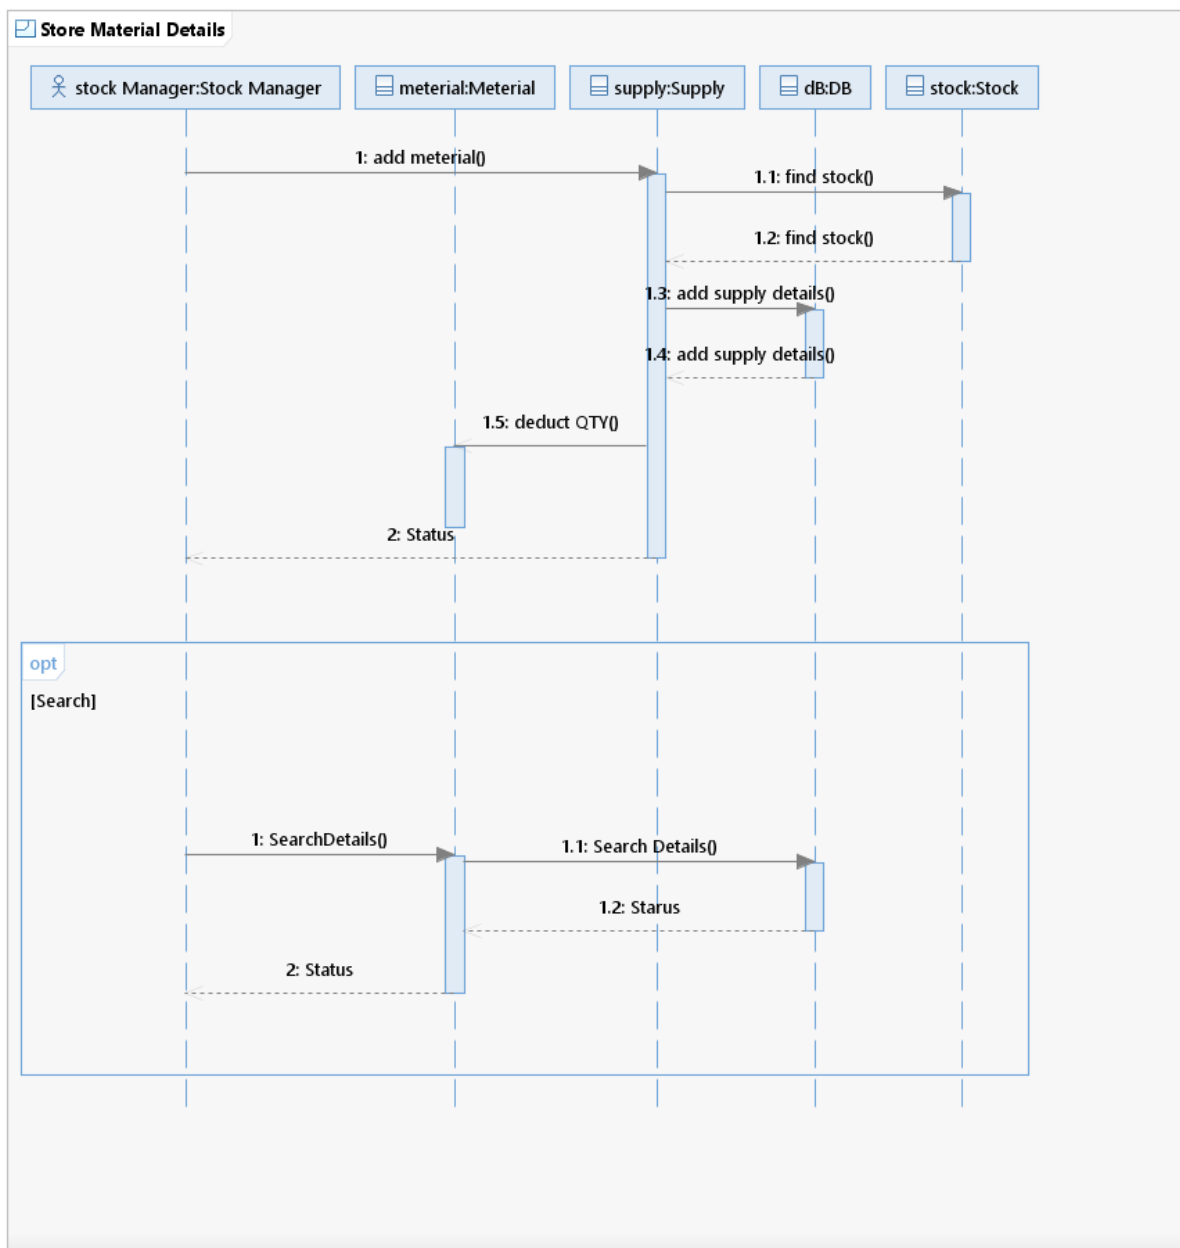 Store Material Details
stock Manager:Stock Manager
meterial:Meterial
supply:Supply
dB:DB
stock:Stock
1: add meterial()
1.1: find stock()
1.2: find stock()
1.3: add supply details()
1.4: add supply details()
1.5: deduct QTY()
2: Status
opt
[Search]
1: SearchDetails()
1.1: Search Details()
1.2: Starus
2: Status